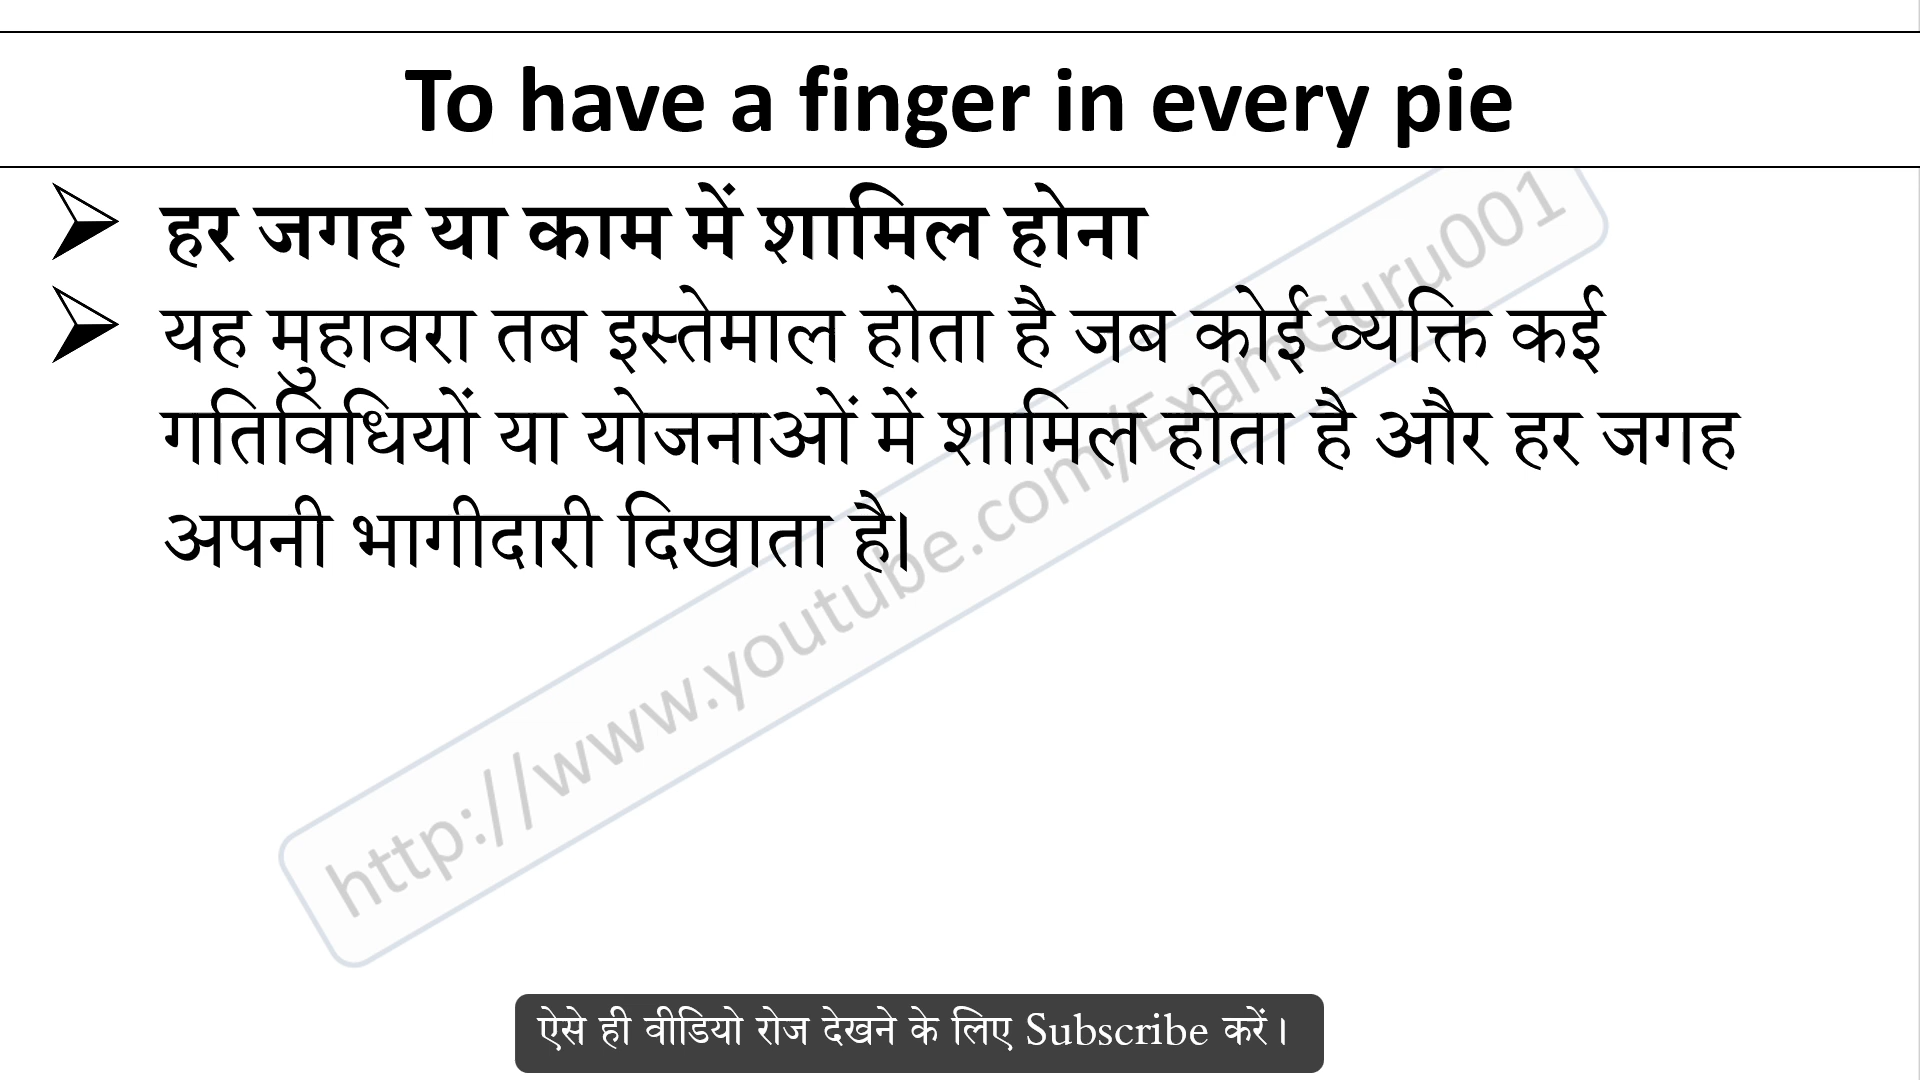 To have a finger in every pie
हर जगह या काम में शामिल होना
यह मुहावरा तब इस्तेमाल होता है जब कोई व्यक्ति कई
गतिविधियों या योजनाओं में शामिल होता है और हर जगह
अपनी भागीदारी दिखाता है।
http://www.youtube.com/ExamGuru001
ऐसे ही वीडियो रोज देखने के लिए Subscribe करें।